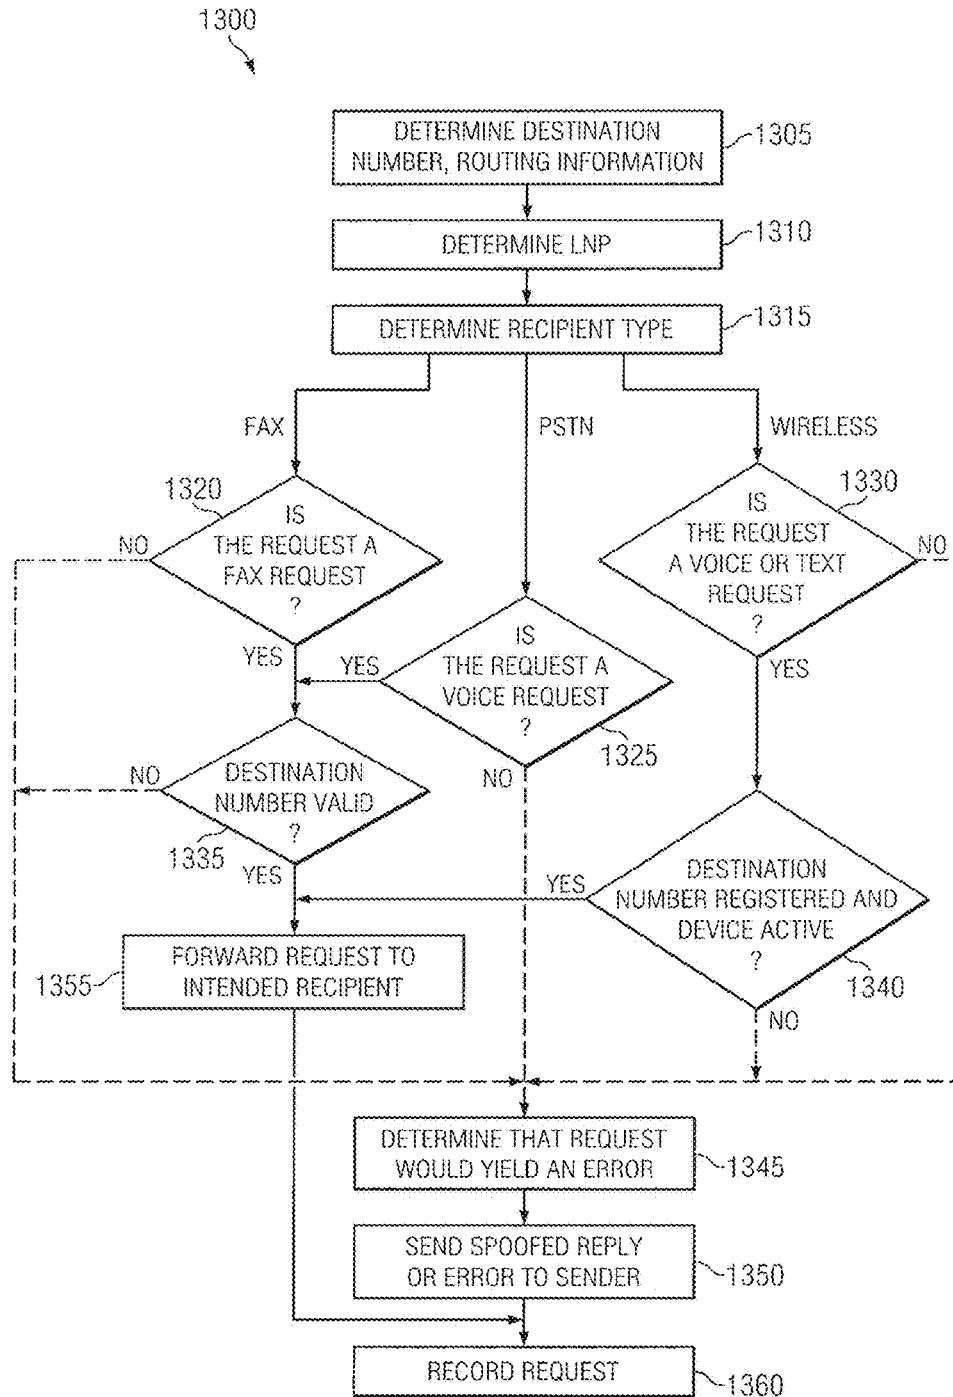 1300
DETERMINE DESTINATION
NUMBER, ROUTING INFORMATION
1305
DETERMINE LNP
1310
DETERMINE RECIPIENT TYPE
1315
FAX
PSTN
WIRELESS
1320
IS
THE REQUEST A
FAX REQUEST
?
NO
YES
1330
IS
THE REQUEST
A VOICE OR TEXT
REQUEST
?
NO
YES
IS
THE REQUEST A
VOICE REQUEST
?
YES
1325
NO
DESTINATION
NUMBER VALID
?
NO
1335
YES
DESTINATION
NUMBER REGISTERED AND
DEVICE ACTIVE
?
YES
1340
NO
1355
FORWARD REQUEST TO
INTENDED RECIPIENT
DETERMINE THAT REQUEST
WOULD YIELD AN ERROR
1345
SEND SPOOFED REPLY
OR ERROR TO SENDER
1350
RECORD REQUEST
1360